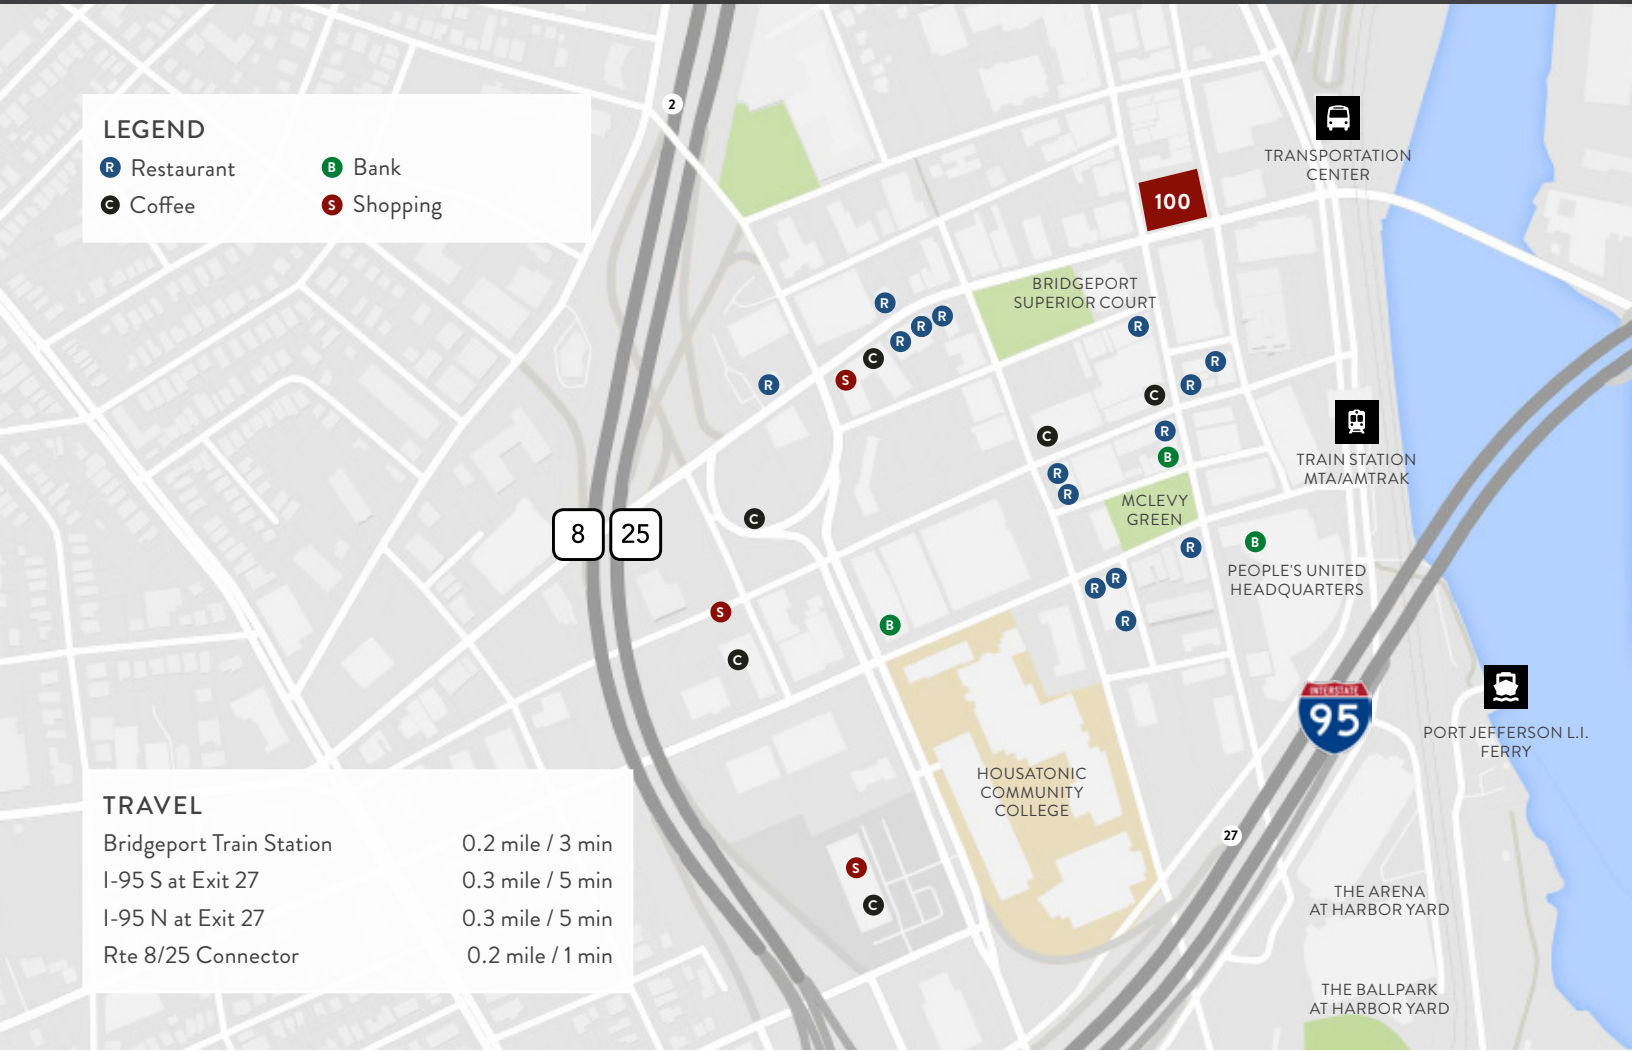 2
LEGEND
R Restaurant
B Bank
C Coffee
S Shopping
TRANSPORTATION
CENTER
100
BRIDGEPORT
SUPERIOR COURT
R
R
R
R
R
R
C
R
S
R
R
C
C
R
B
R
R
TRAIN STATION
MTA/AMTRAK
MCLEVY
GREEN
C
8
25
R
B
PEOPLE'S UNITED
HEADQUARTERS
R
R
S
R
B
C
INTERSTATE
95
PORT JEFFERSON L.I.
FERRY
HOUSATONIC
COMMUNITY
COLLEGE
TRAVEL
Bridgeport Train Station 0.2 mile / 3 min
I-95 S at Exit 27 0.3 mile / 5 min
I-95 N at Exit 27 0.3 mile / 5 min
Rte 8/25 Connector 0.2 mile / 1 min
27
S
C
THE ARENA
AT HARBOR YARD
THE BALLPARK
AT HARBOR YARD